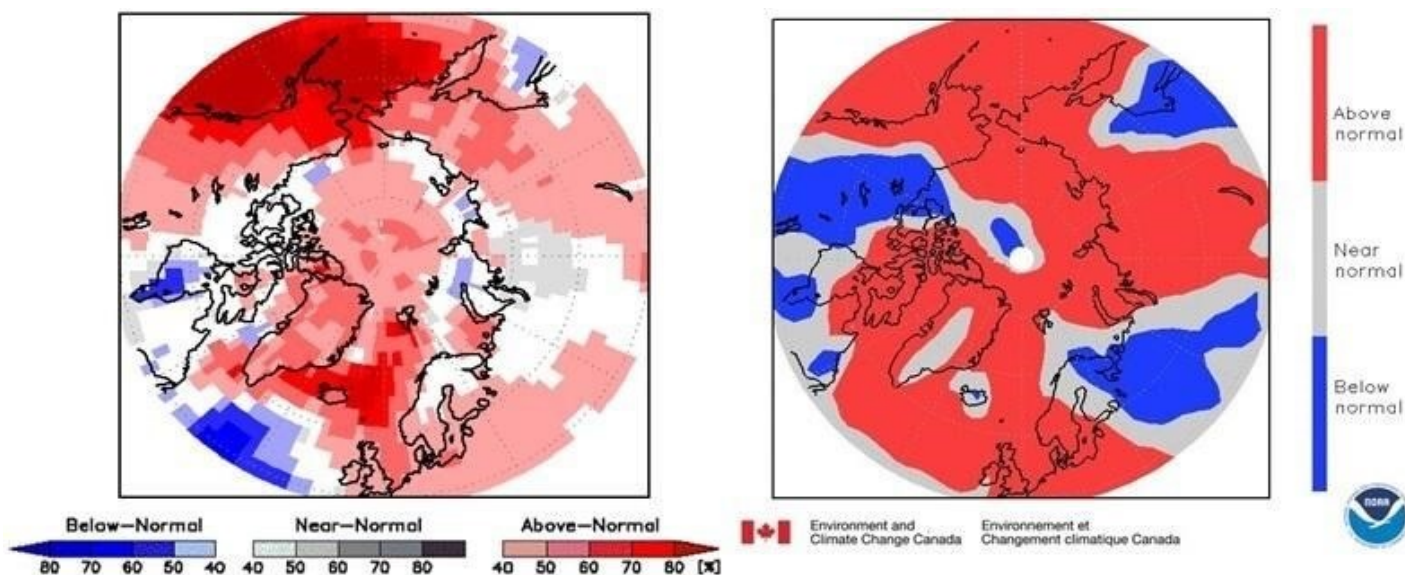 Above
normal
Near
normal
Below
normal
Below-Normal
Near-Normal
Above-Normal
80 70 60 50 40
40 50 60 70 80
40 50 60 70 80 [%]
Environment and
Climate Change Canada
Environnement et
Changement climatique Canada
NOAA